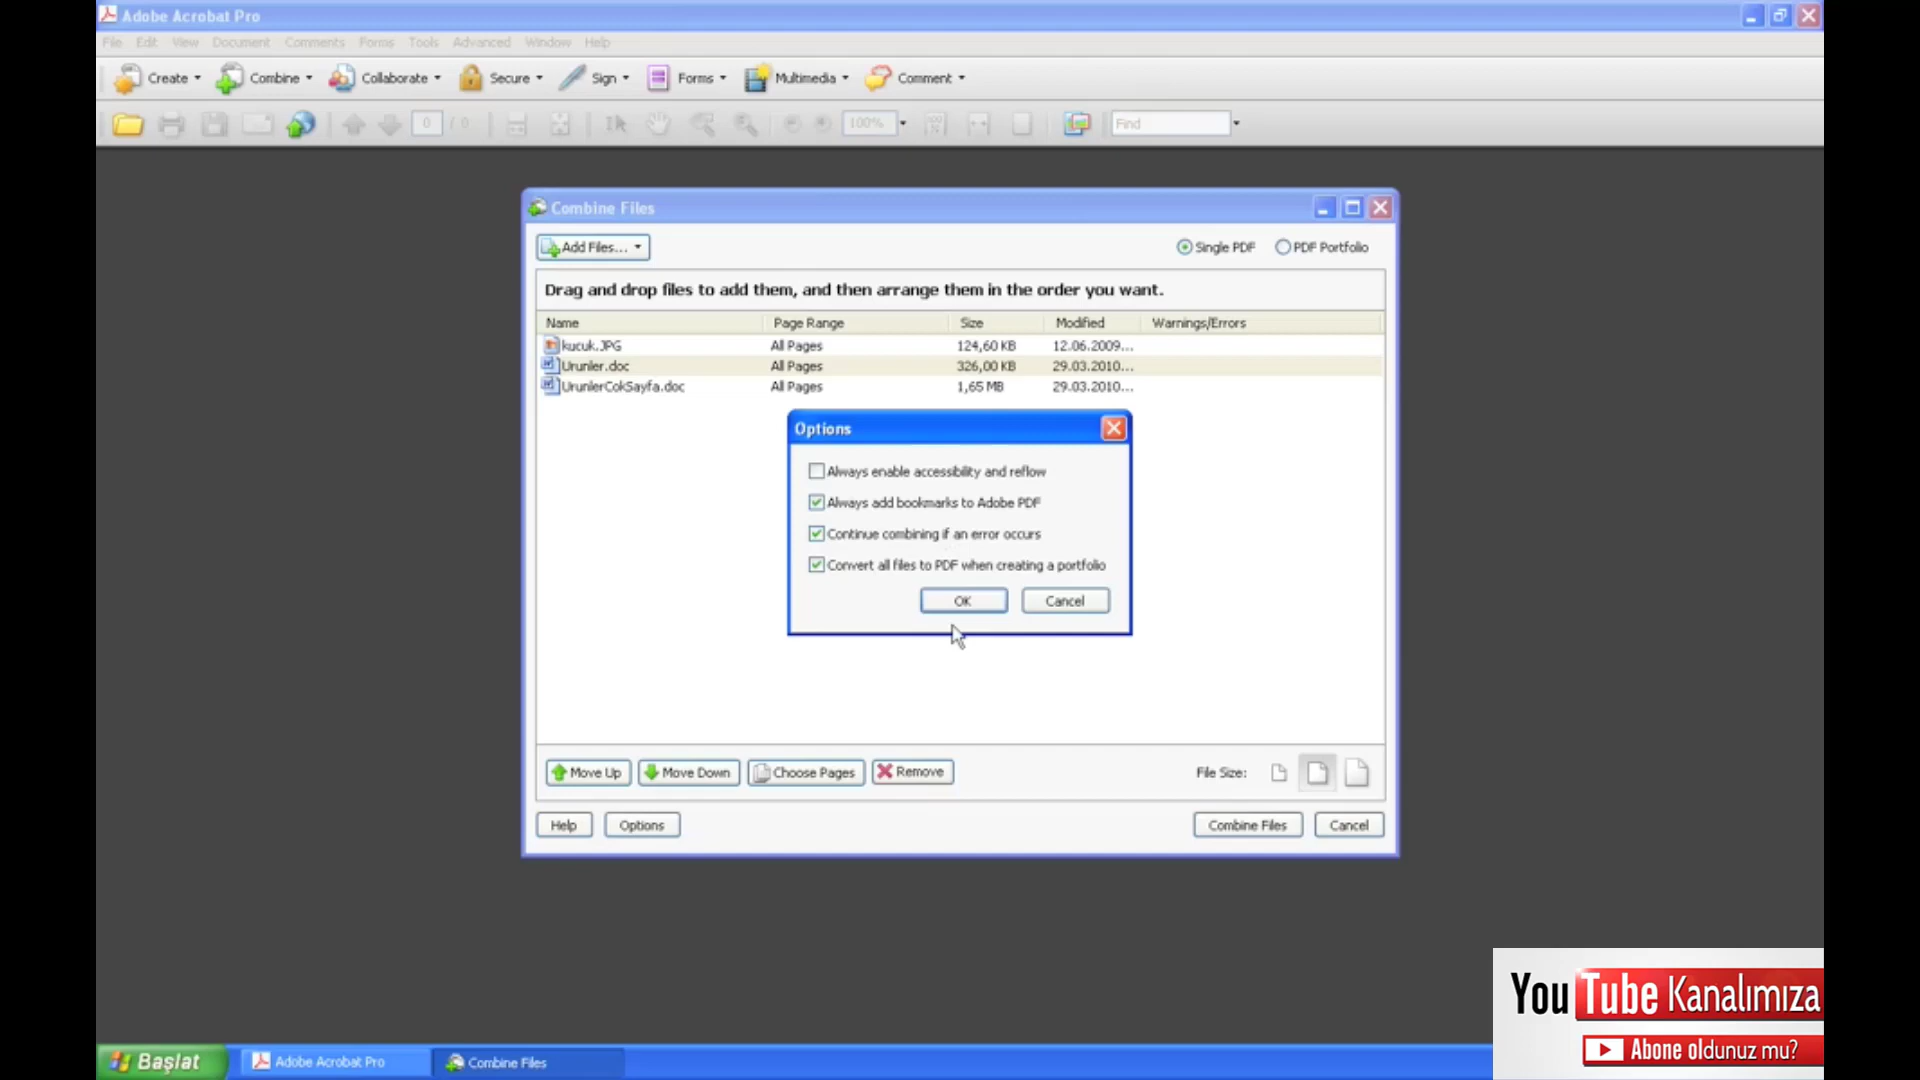 Adobe Acrobat Pro
File Edit View Document Comments Forms Tools Advanced Window Help
Create Combine Collaborate Secure Sign Forms Multimedia Comment
0 / 0 100% Find
Combine Files
Add Files... Single PDF PDF Portfolio
Drag and drop files to add them, and then arrange them in the order you want.
Name Page Range Size Modified Warnings/Errors
kucuk.JPG All Pages 124,60 KB 12.06.2009...
Urunler.doc All Pages 326,00 KB 29.03.2010...
UrunlerCokSayfa.doc All Pages 1,65 MB 29.03.2010...
Options
Always enable accessibility and reflow
Always add bookmarks to Adobe PDF
Continue combining if an error occurs
Convert all files to PDF when creating a portfolio
OK Cancel
Move Up Move Down Choose Pages Remove File Size:
Help Options Combine Files Cancel
YouTube Kanalımıza
Abone oldunuz mu?
Başlat Adobe Acrobat Pro Combine Files